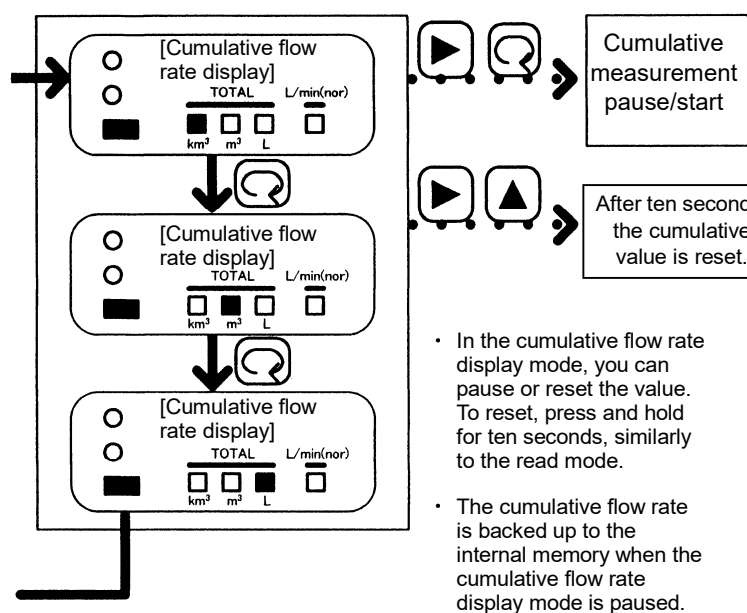 [Cumulative flow
rate display]
TOTAL L/min(nor)
km³ m³ L
Cumulative
measurement
pause/start
[Cumulative flow
rate display]
TOTAL L/min(nor)
km³ m³ L
After ten second
the cumulative
value is reset.
[Cumulative flow
rate display]
TOTAL L/min(nor)
km³ m³ L
· In the cumulative flow rate
display mode, you can
pause or reset the value.
To reset, press and hold
for ten seconds, similarly
to the read mode.
· The cumulative flow rate
is backed up to the
internal memory when the
cumulative flow rate
display mode is paused.